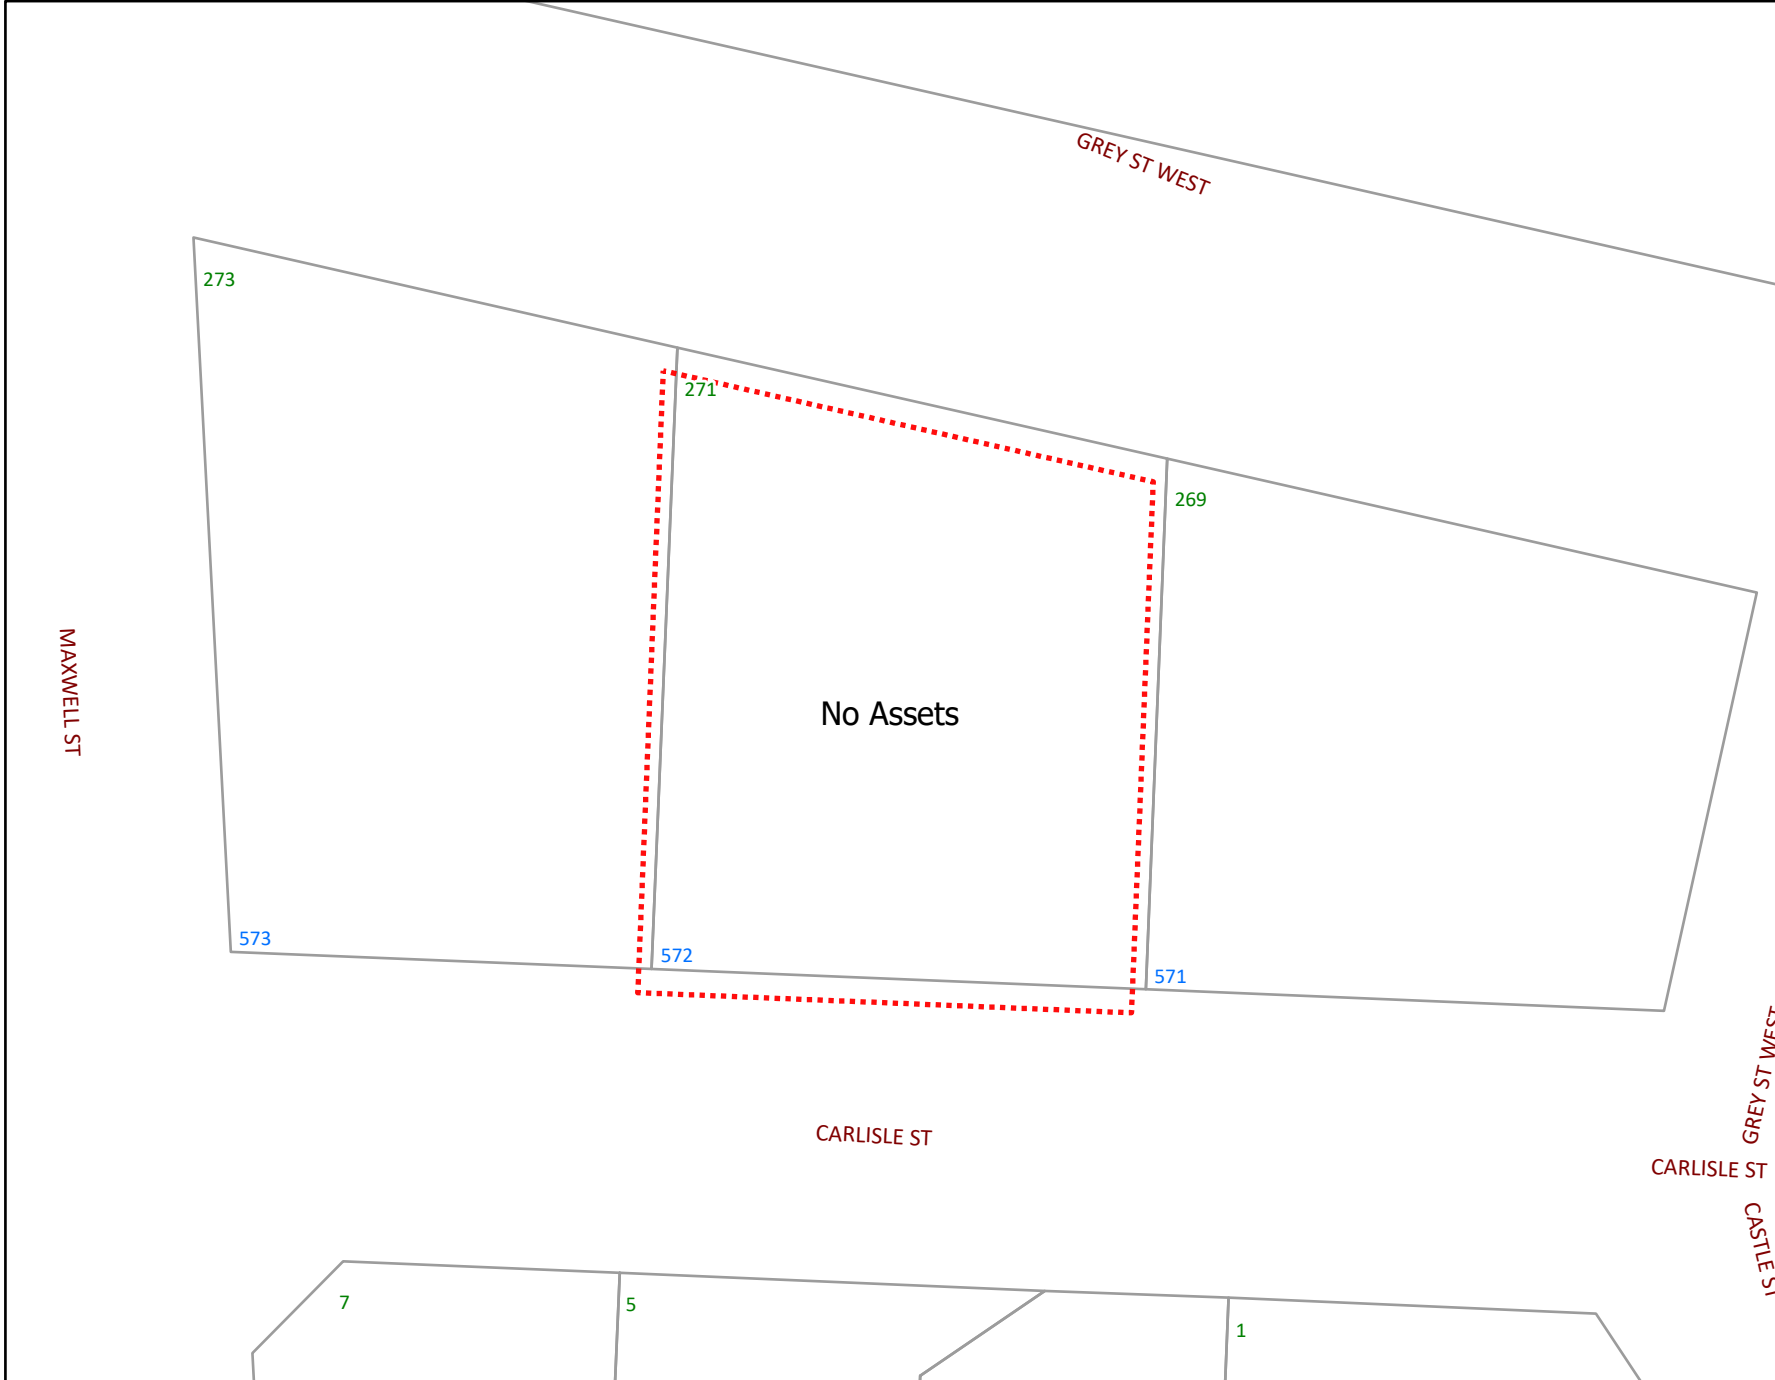 GREY ST WEST
273
271
269
MAXWELL ST
No Assets
573
572
571
GREY ST WEST
CARLISLE ST
CARLISLE ST
CASTLE ST
7
5
1